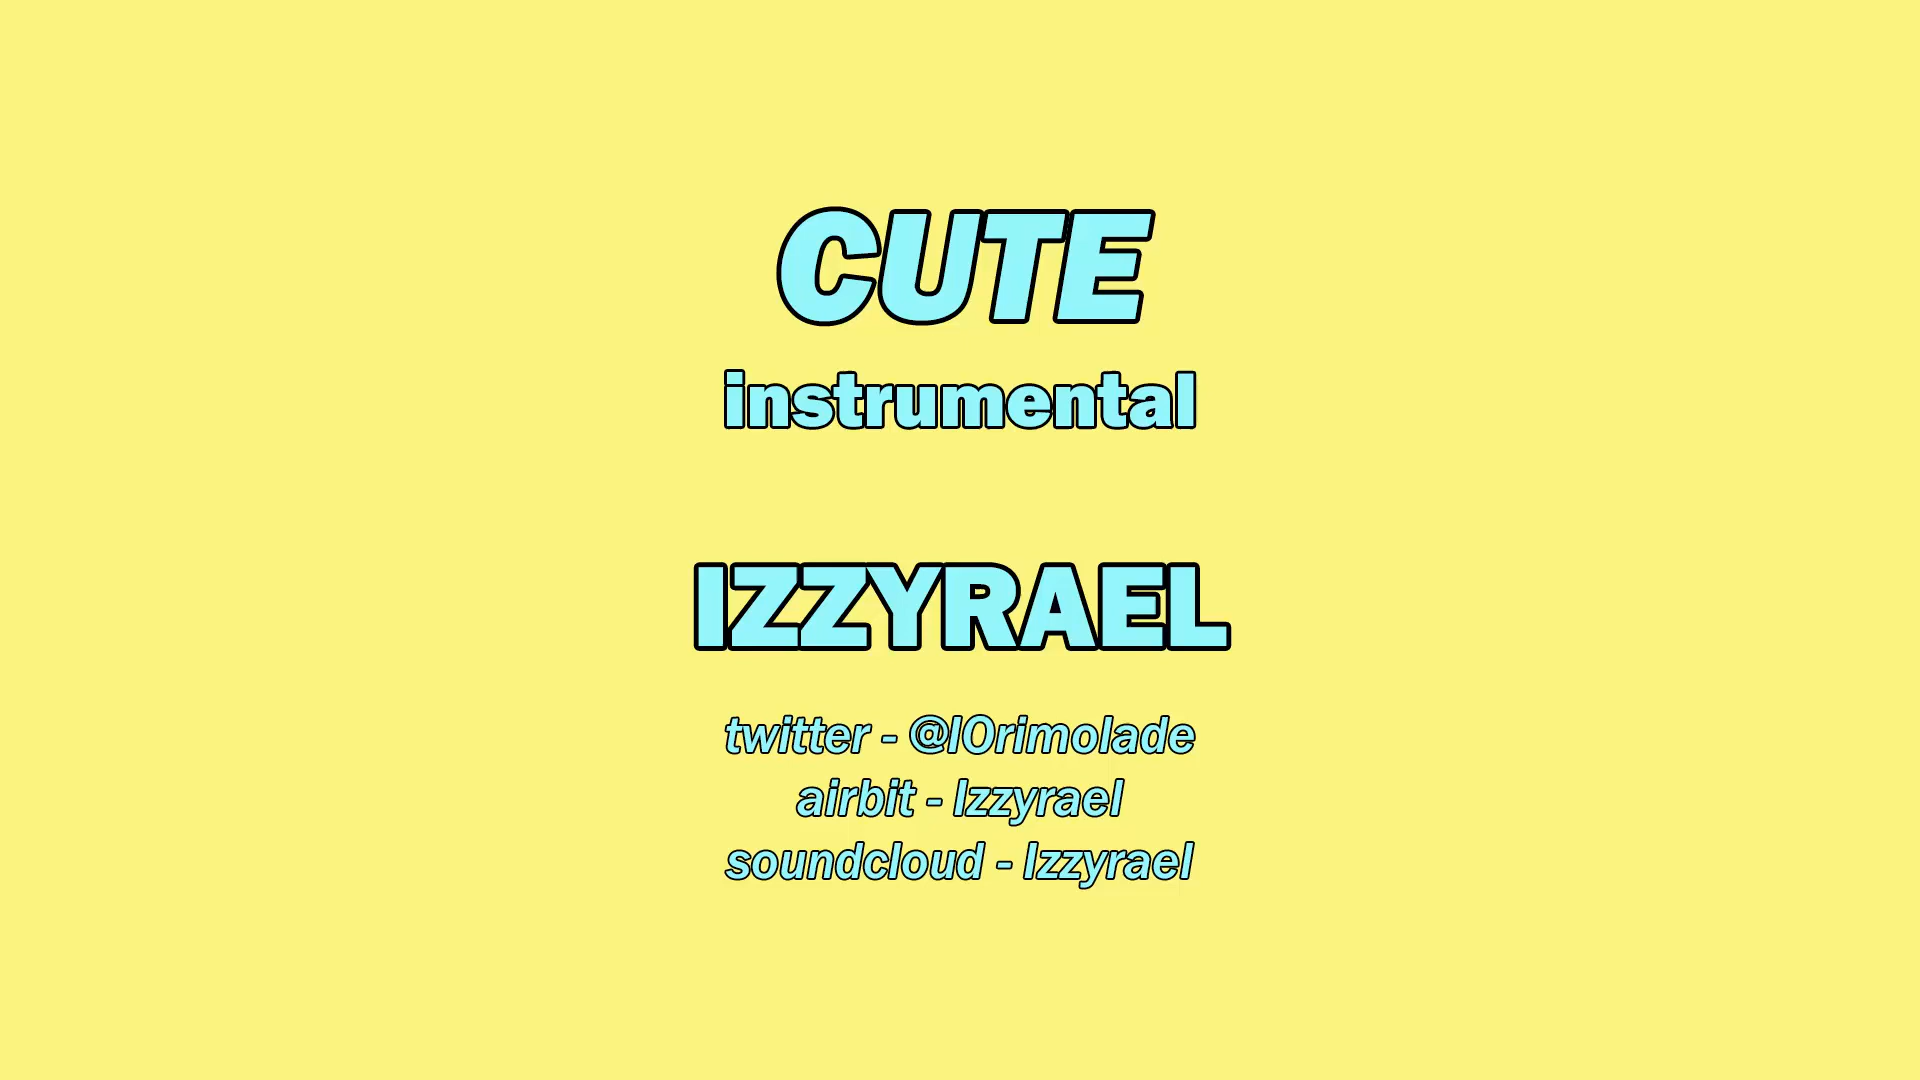 CUTE
instrumental
IZZYRAEL
twitter - @IOrimolade
airbit - Izzyrael
soundcloud - Izzyrael